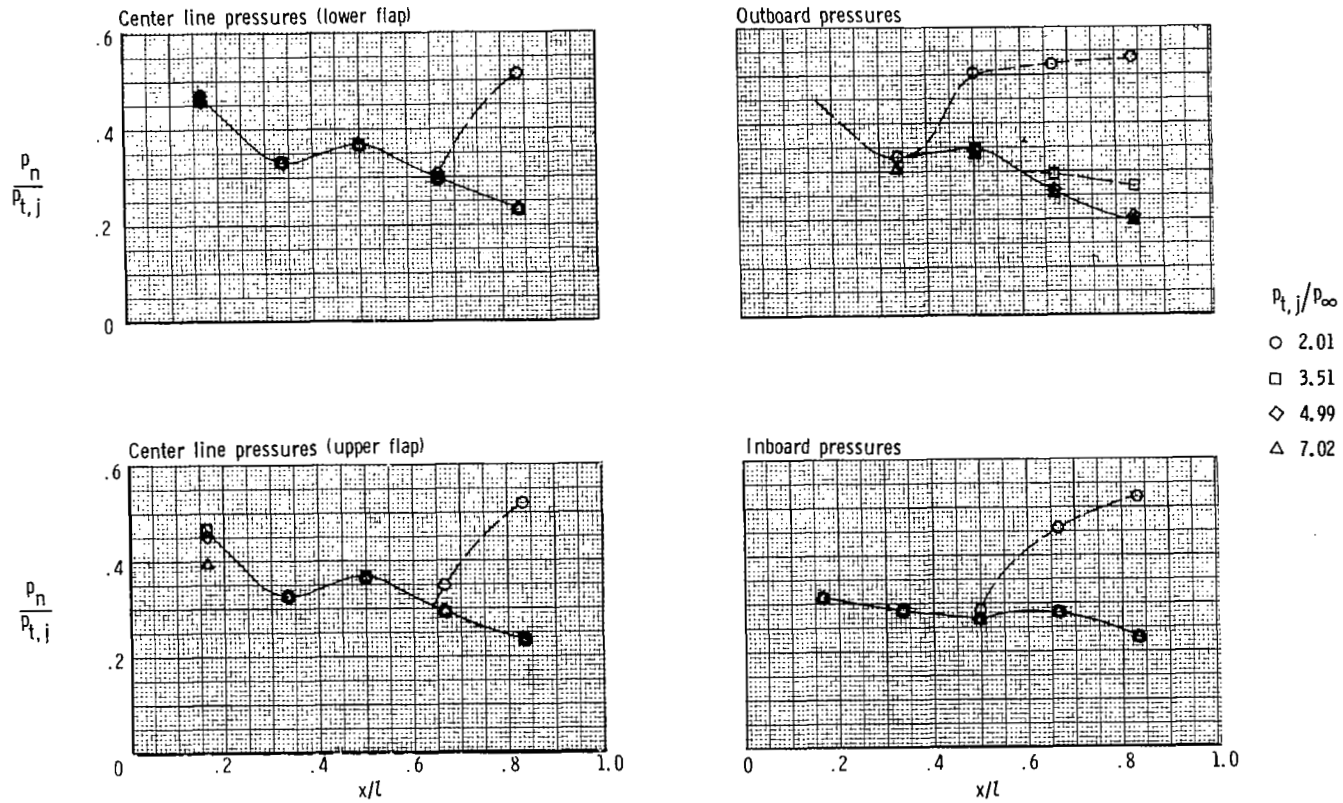 Center line pressures (lower flap)
Outboard pressures
.6
.4
.2
0
p_n
p_t,j
p_t,j/p_∞
○ 2.01
□ 3.51
◇ 4.99
△ 7.02
Center line pressures (upper flap)
Inboard pressures
.6
.4
.2
0
p_n
p_t,j
0 .2 .4 .6 .8 1.0
x/l
0 .2 .4 .6 .8 1.0
x/l